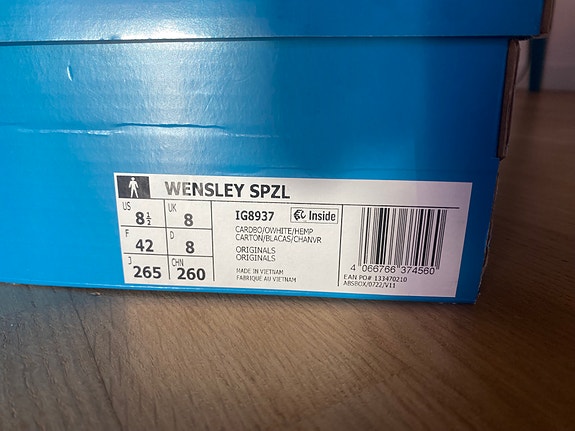 WENSLEY SPZL
US 8½
UK 8
F 42
D 8
J 265
CHN 260
IG8937
Inside
CARDBO/OWHITE/HEMP
CARTON/BLACAS/CHANVR
ORIGINALS
ORIGINALS
MADE IN VIETNAM
FABRIQUE AU VIETNAM
4 066766 374560
EAN PO# 133470210
ABSBOX/0722/V11